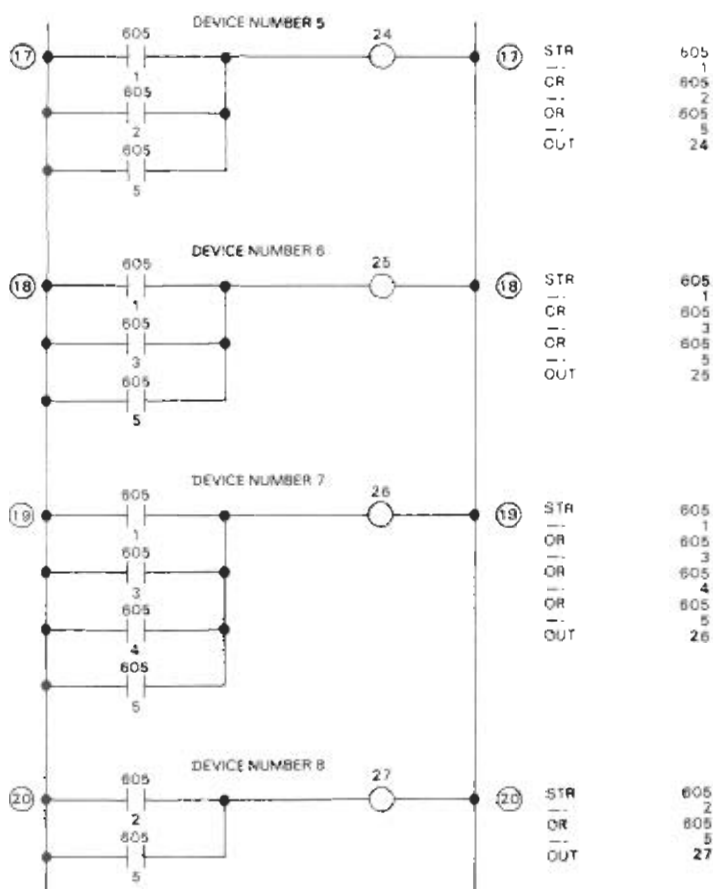 DEVICE NUMBER 5
605
24
17
1
605
2
605
5
17
STR 605
— 1
OR 605
— 2
OR 605
— 5
OUT 24
DEVICE NUMBER 6
605
25
18
1
605
3
605
5
18
STR 605
— 1
OR 605
— 3
OR 605
— 5
OUT 25
DEVICE NUMBER 7
605
26
19
1
605
3
605
4
605
5
19
STR 605
— 1
OR 605
— 3
OR 605
— 4
OR 605
— 5
OUT 26
DEVICE NUMBER 8
605
27
20
2
605
5
20
STR 605
— 2
OR 605
— 5
OUT 27